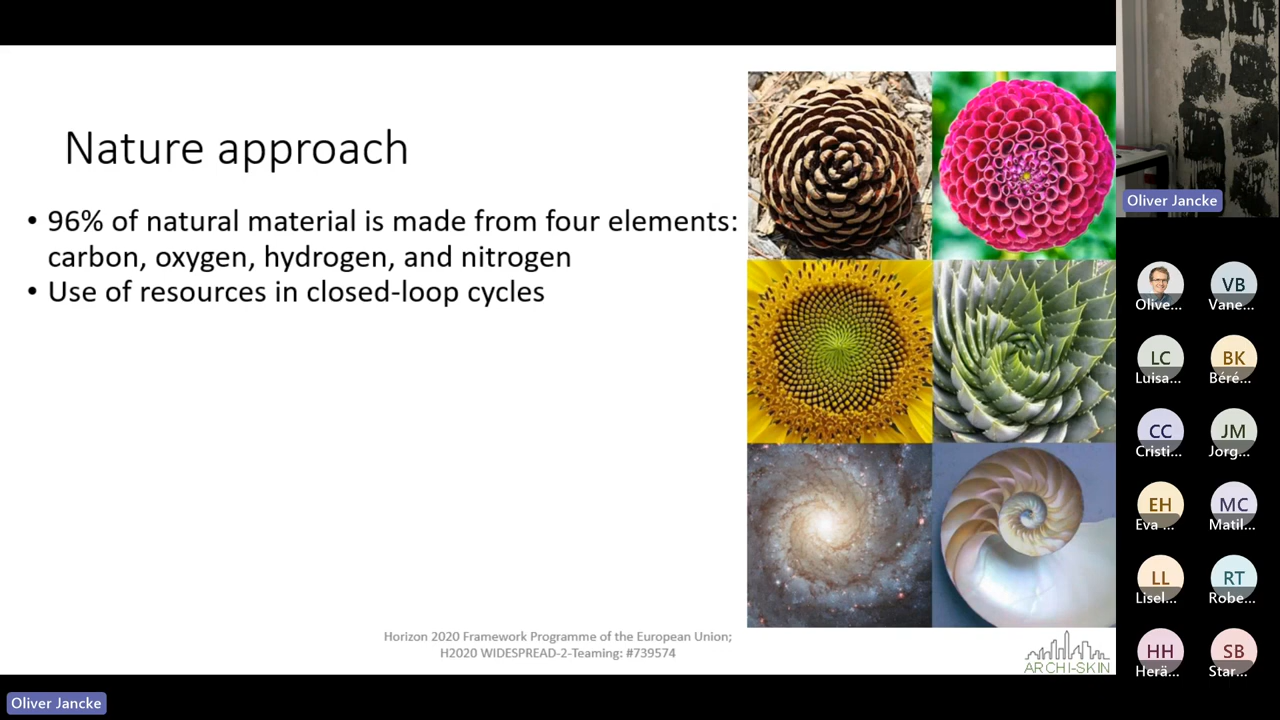 Nature approach
• 96% of natural material is made from four elements:
carbon, oxygen, hydrogen, and nitrogen
• Use of resources in closed-loop cycles
Horizon 2020 Framework Programme of the European Union;
H2020 WIDESPREAD-2-Teaming: #739574
ARCHI-SKIN
Oliver Jancke
Oliver Jancke
Olive...
VB
Vane...
LC
Luisa...
BK
Béré...
CC
Cristi...
JM
Jorg...
EH
Eva ...
MC
Matil...
LL
Lisel...
RT
Robe...
HH
Herä...
SB
Star...